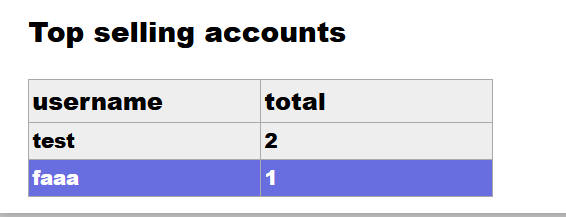 Top selling accounts
username total
test 2
faaa 1